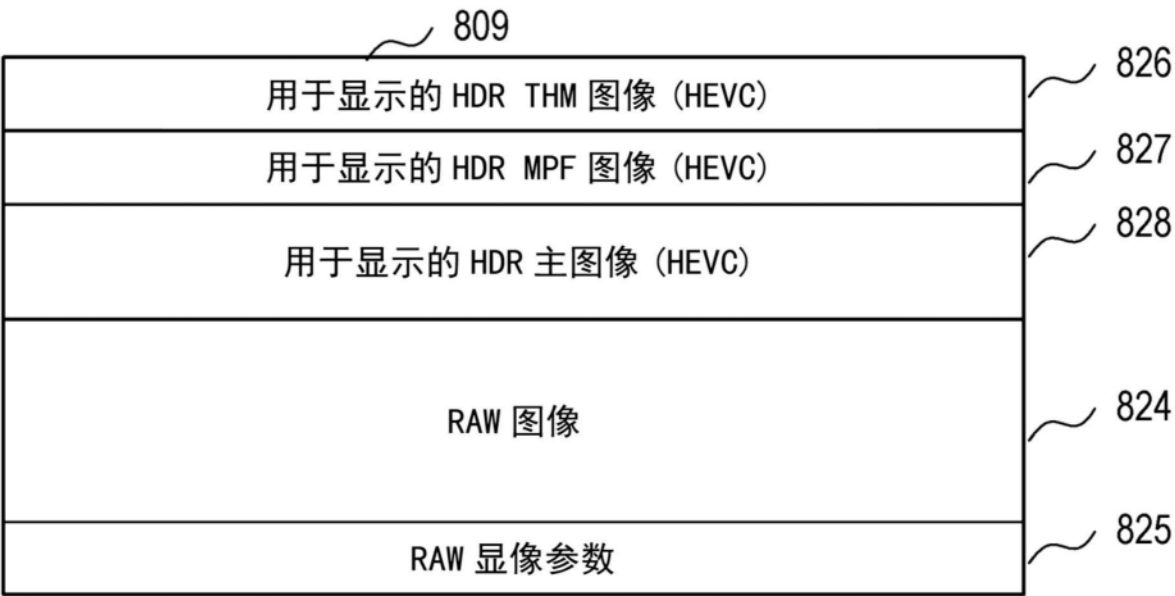 809
用于显示的 HDR THM 图像 (HEVC)
826
用于显示的 HDR MPF 图像 (HEVC)
827
用于显示的 HDR 主图像 (HEVC)
828
RAW 图像
824
RAW 显像参数
825